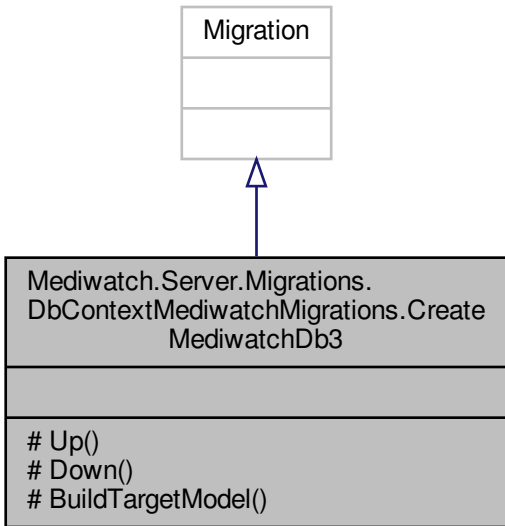 Migration
Mediwatch.Server.Migrations.
DbContextMediwatchMigrations.Create
MediwatchDb3
# Up()
# Down()
# BuildTargetModel()